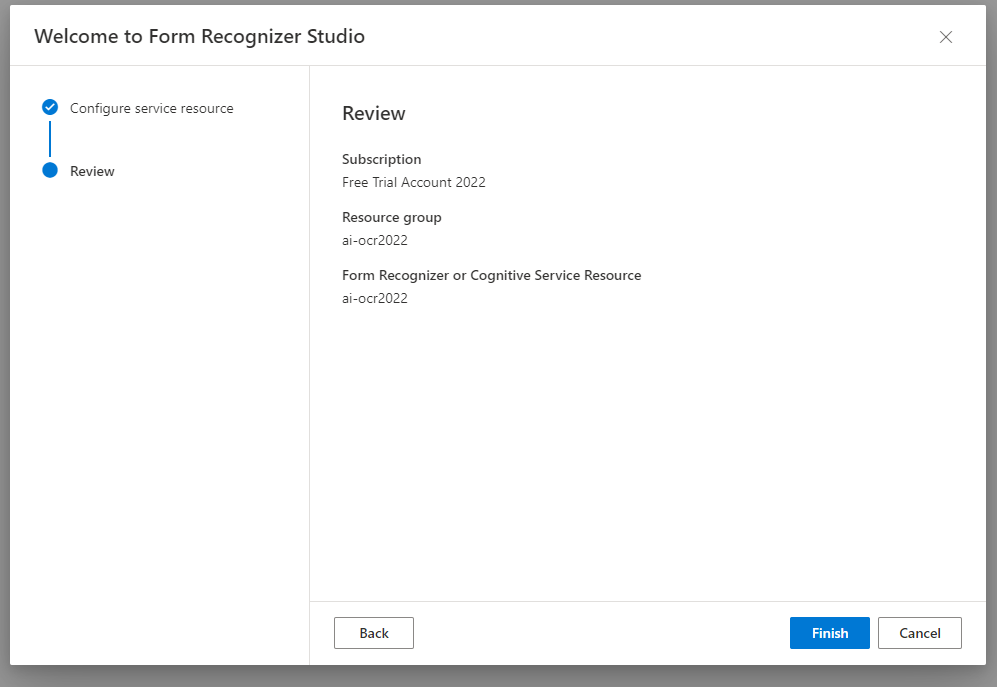 Welcome to Form Recognizer Studio
Configure service resource
Review
Review
Subscription
Free Trial Account 2022
Resource group
ai-ocr2022
Form Recognizer or Cognitive Service Resource
ai-ocr2022
Back
Finish
Cancel